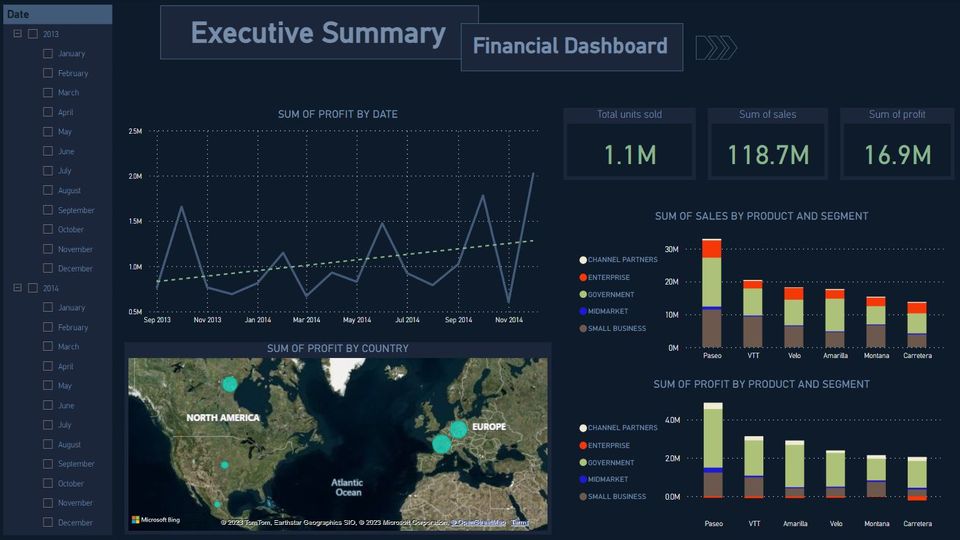 Date
2013
January
February
March
April
May
June
July
August
September
October
November
December
2014
January
February
March
April
May
June
July
August
September
October
November
December
Executive Summary
Financial Dashboard
SUM OF PROFIT BY DATE
2.5M
2.0M
1.5M
1.0M
0.5M
Sep 2013 Nov 2013 Jan 2014 Mar 2014 May 2014 Jul 2014 Sep 2014 Nov 2014
Total units sold
1.1M
Sum of sales
118.7M
Sum of profit
16.9M
SUM OF SALES BY PRODUCT AND SEGMENT
CHANNEL PARTNERS
ENTERPRISE
GOVERNMENT
MIDMARKET
SMALL BUSINESS
30M
20M
10M
0M
Paseo VTT Velo Amarilla Montana Carretera
SUM OF PROFIT BY COUNTRY
NORTH AMERICA
EUROPE
Atlantic
Ocean
Microsoft Bing
© 2023 TomTom, Earthstar Geographics SIO, © 2023 Microsoft Corporation, © OpenStreetMap Terms
SUM OF PROFIT BY PRODUCT AND SEGMENT
CHANNEL PARTNERS
ENTERPRISE
GOVERNMENT
MIDMARKET
SMALL BUSINESS
4.0M
2.0M
0.0M
Paseo VTT Amarilla Velo Montana Carretera